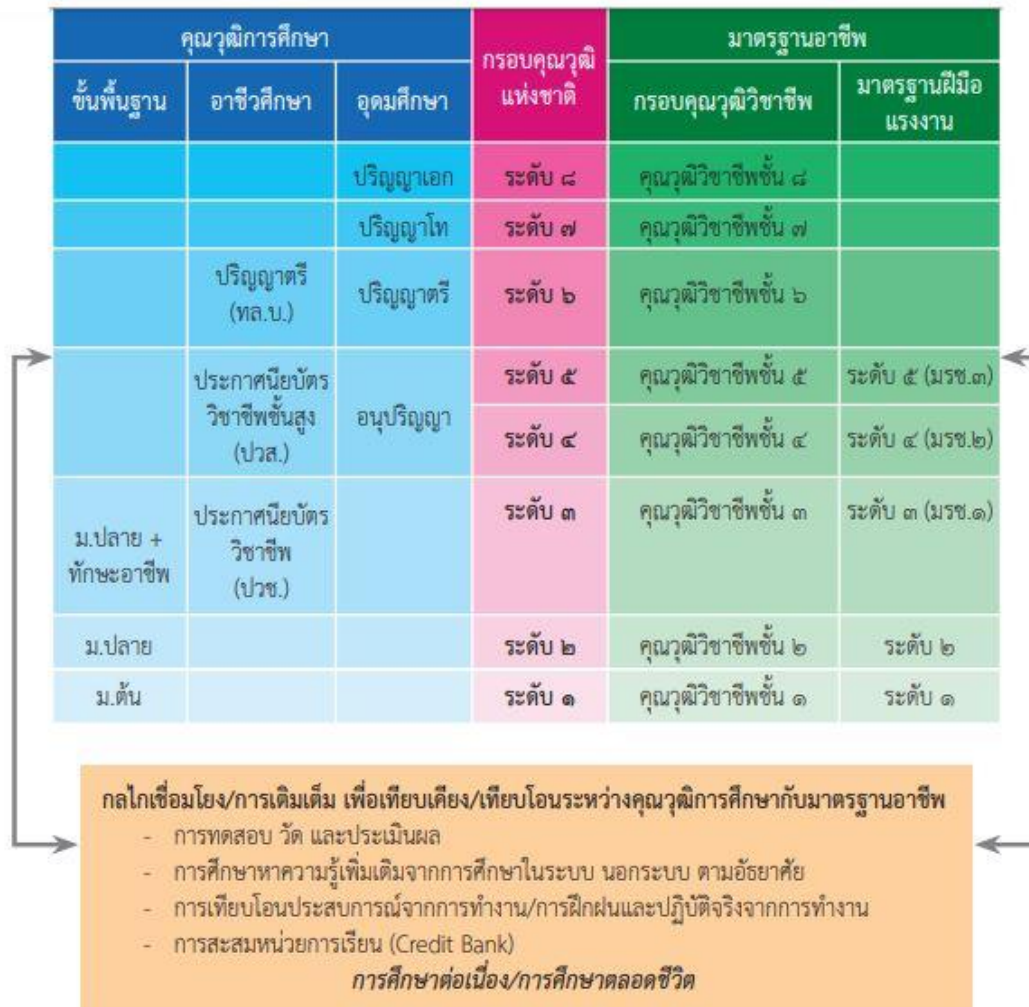 คุณวุฒิการศึกษา
กรอบคุณวุฒิ
แห่งชาติ
มาตรฐานอาชีพ
ขั้นพื้นฐาน
อาชีวศึกษา
อุดมศึกษา
กรอบคุณวุฒิวิชาชีพ
มาตรฐานฝีมือ
แรงงาน
ปริญญาเอก
ระดับ ๘
คุณวุฒิวิชาชีพชั้น ๘
ปริญญาโท
ระดับ ๗
คุณวุฒิวิชาชีพชั้น ๗
ปริญญาตรี
(ทล.บ.)
ปริญญาตรี
ระดับ ๖
คุณวุฒิวิชาชีพชั้น ๖
ประกาศนียบัตร
วิชาชีพชั้นสูง
(ปวส.)
อนุปริญญา
ระดับ ๕
คุณวุฒิวิชาชีพชั้น ๕
ระดับ ๕ (มรช.๓)
ระดับ ๔
คุณวุฒิวิชาชีพชั้น ๔
ระดับ ๔ (มรช.๒)
ม.ปลาย +
ทักษะอาชีพ
ประกาศนียบัตร
วิชาชีพ
(ปวช.)
ระดับ ๓
คุณวุฒิวิชาชีพชั้น ๓
ระดับ ๓ (มรช.๑)
ม.ปลาย
ระดับ ๒
คุณวุฒิวิชาชีพชั้น ๒
ระดับ ๒
ม.ต้น
ระดับ ๑
คุณวุฒิวิชาชีพชั้น ๑
ระดับ ๑
กลไกเชื่อมโยง/การเติมเต็ม เพื่อเทียบเคียง/เทียบโอนระหว่างคุณวุฒิการศึกษากับมาตรฐานอาชีพ
- การทดสอบ วัด และประเมินผล
- การศึกษาหาความรู้เพิ่มเติมจากการศึกษาในระบบ นอกระบบ ตามอัธยาศัย
- การเทียบโอนประสบการณ์จากการทำงาน/การฝึกฝนและปฏิบัติจริงจากการทำงาน
- การสะสมหน่วยการเรียน (Credit Bank)
การศึกษาต่อเนื่อง/การศึกษาตลอดชีวิต